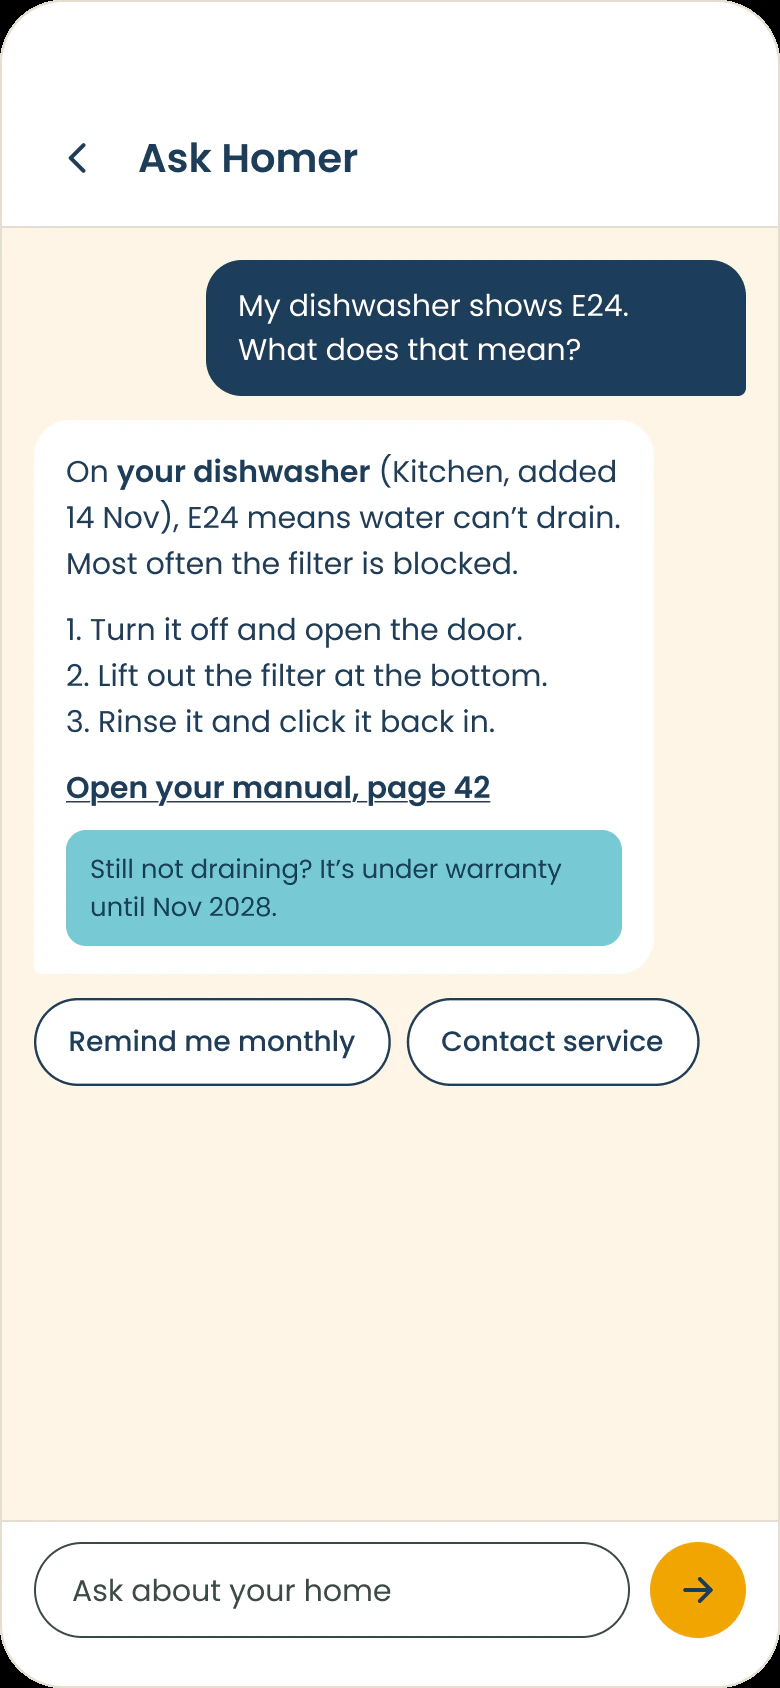 Ask Homer
My dishwasher shows E24.
What does that mean?
On your dishwasher (Kitchen, added
14 Nov), E24 means water can’t drain.
Most often the filter is blocked.
1. Turn it off and open the door.
2. Lift out the filter at the bottom.
3. Rinse it and click it back in.
Open your manual, page 42
Still not draining? It’s under warranty
until Nov 2028.
Remind me monthly
Contact service
Ask about your home